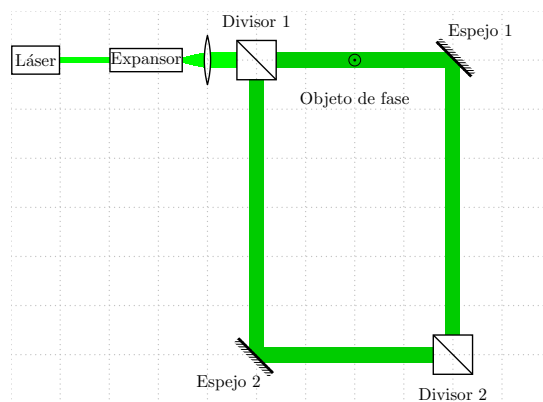 Divisor 1
Espejo 1
Láser
Expansor
Objeto de fase
Espejo 2
Divisor 2